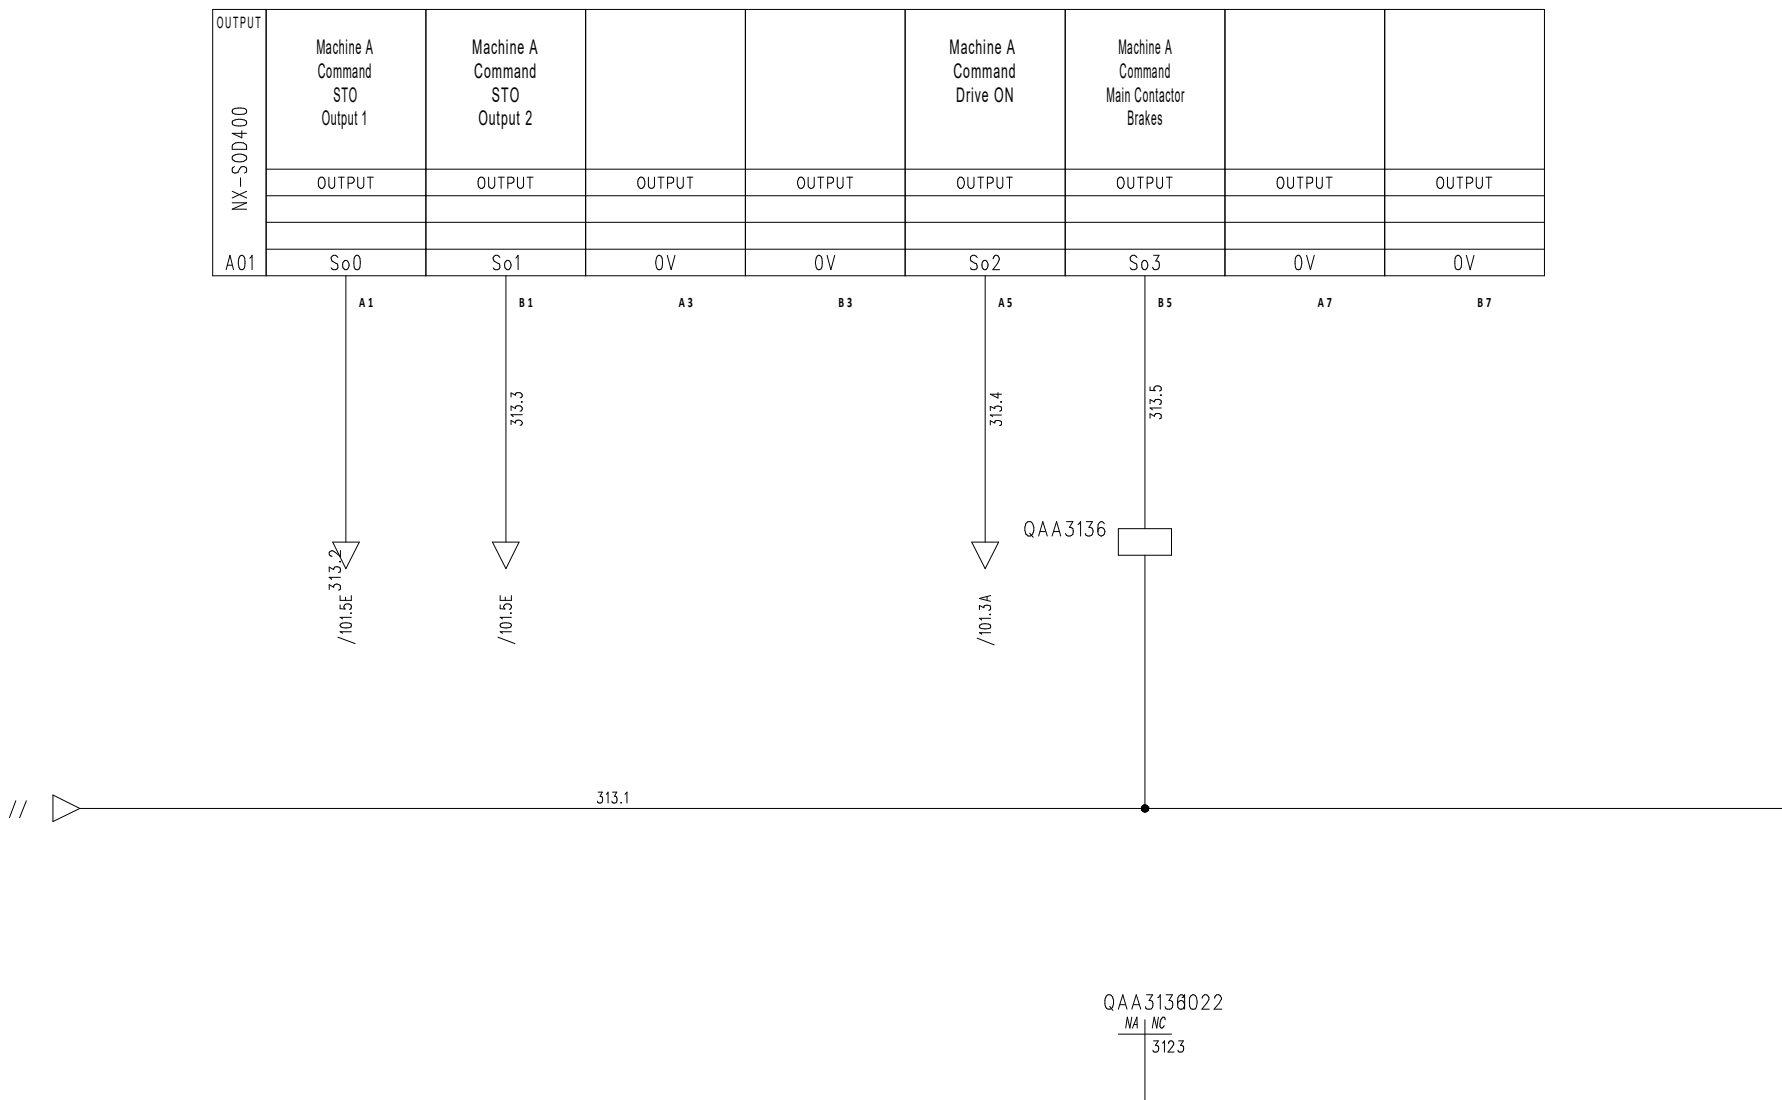 OUTPUT
NX-SOD400
A01
Machine A
Command
STO
Output 1
Machine A
Command
STO
Output 2
Machine A
Command
Drive ON
Machine A
Command
Main Contactor
Brakes
OUTPUT OUTPUT OUTPUT OUTPUT OUTPUT OUTPUT OUTPUT OUTPUT
So0 So1 0V 0V So2 So3 0V 0V
A1 B1 A3 B3 A5 B5 A7 B7
313.2
313.3
313.4
313.5
QAA3136
/101.5E
/101.5E
/101.3A
//
313.1
QAA3136
NA NC
3123